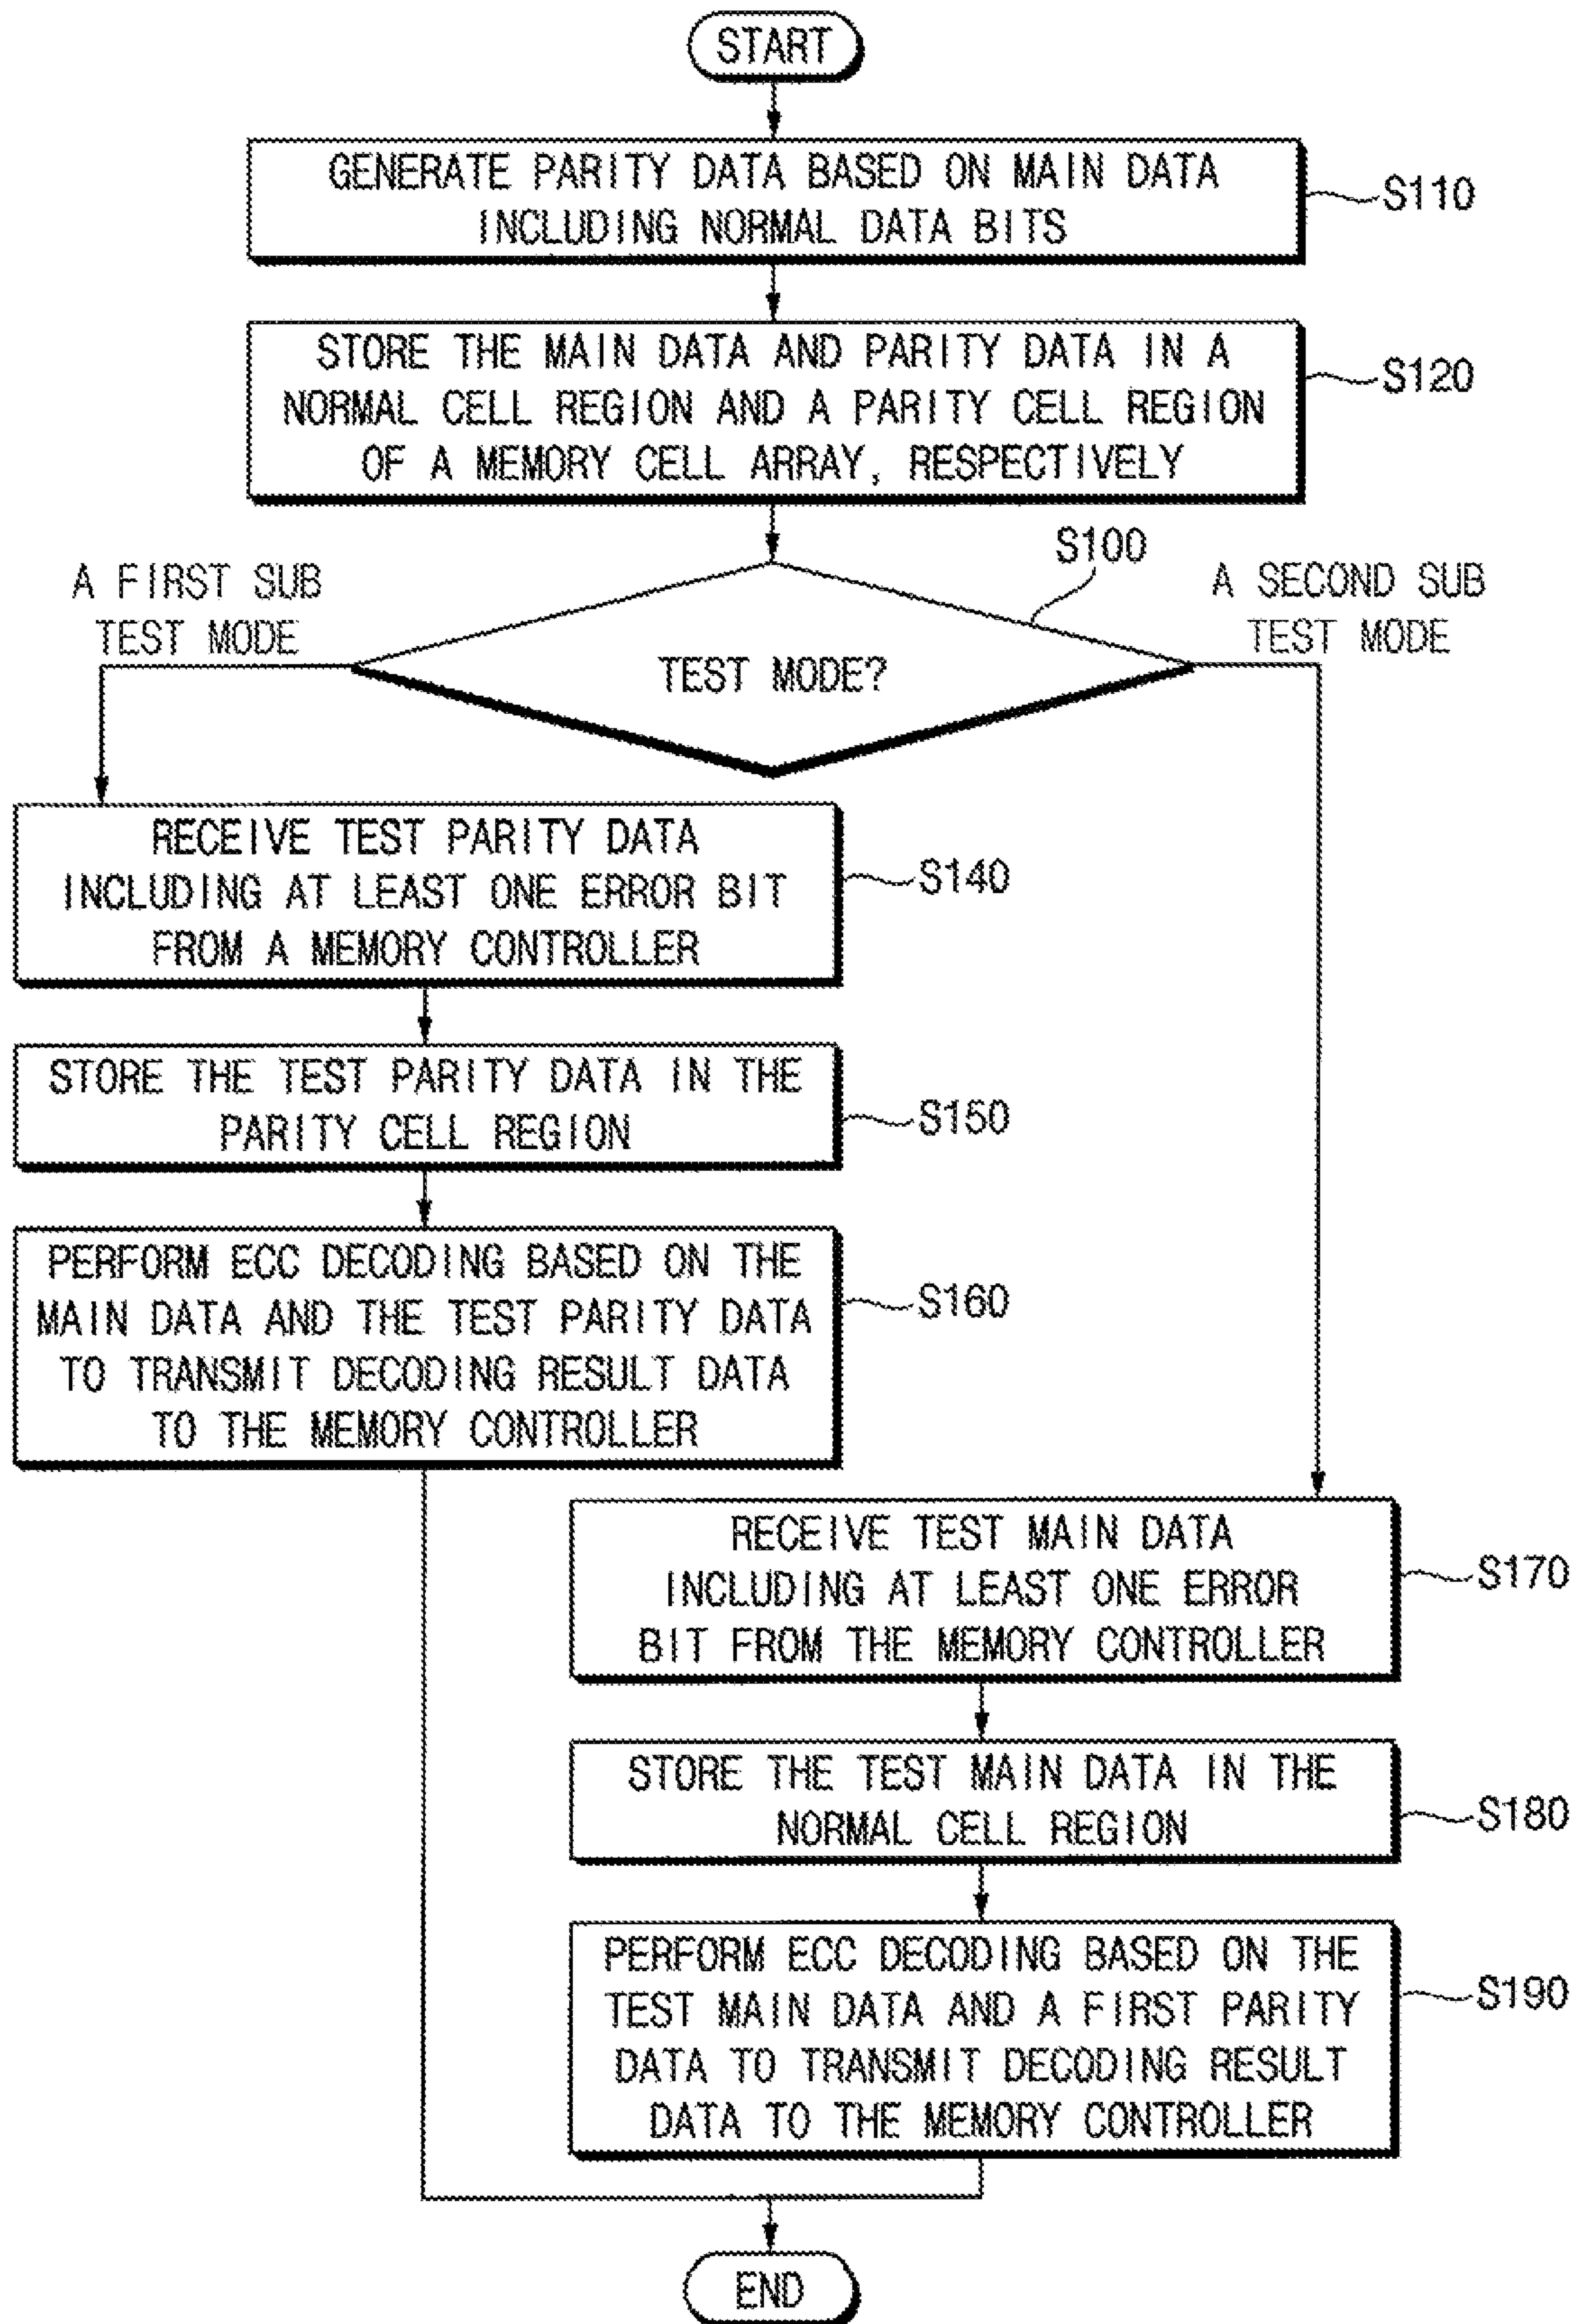 START
GENERATE PARITY DATA BASED ON MAIN DATA
INCLUDING NORMAL DATA BITS
S110
STORE THE MAIN DATA AND PARITY DATA IN A
NORMAL CELL REGION AND A PARITY CELL REGION
OF A MEMORY CELL ARRAY, RESPECTIVELY
S120
S100
A FIRST SUB
TEST MODE
TEST MODE?
A SECOND SUB
TEST MODE
RECEIVE TEST PARITY DATA
INCLUDING AT LEAST ONE ERROR BIT
FROM A MEMORY CONTROLLER
S140
STORE THE TEST PARITY DATA IN THE
PARITY CELL REGION
S150
PERFORM ECC DECODING BASED ON THE
MAIN DATA AND THE TEST PARITY DATA
TO TRANSMIT DECODING RESULT DATA
TO THE MEMORY CONTROLLER
S160
RECEIVE TEST MAIN DATA
INCLUDING AT LEAST ONE ERROR
BIT FROM THE MEMORY CONTROLLER
S170
STORE THE TEST MAIN DATA IN THE
NORMAL CELL REGION
S180
PERFORM ECC DECODING BASED ON THE
TEST MAIN DATA AND A FIRST PARITY
DATA TO TRANSMIT DECODING RESULT
DATA TO THE MEMORY CONTROLLER
S190
END